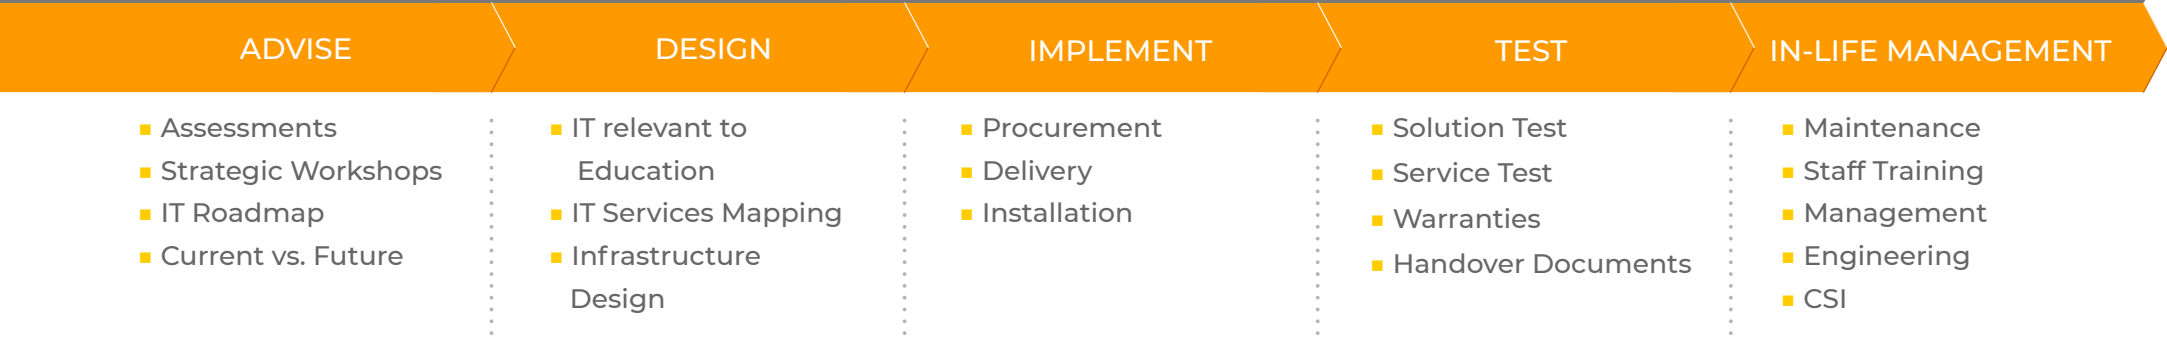 ADVISE
DESIGN
IMPLEMENT
TEST
IN-LIFE MANAGEMENT
Assessments
Strategic Workshops
IT Roadmap
Current vs. Future
IT relevant to
Education
IT Services Mapping
Infrastructure
Design
Procurement
Delivery
Installation
Solution Test
Service Test
Warranties
Handover Documents
Maintenance
Staff Training
Management
Engineering
CSI